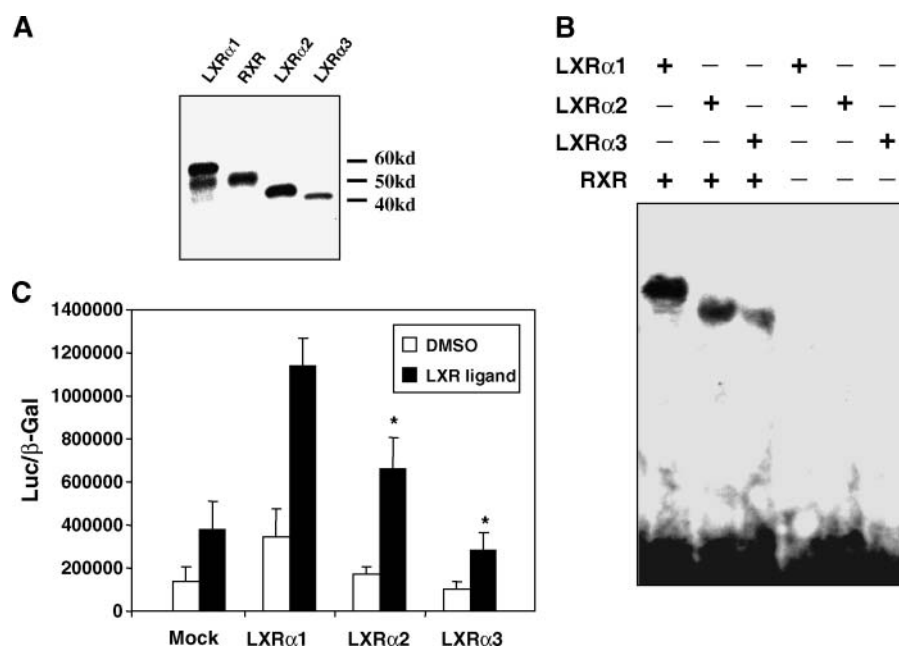 A
LXRα1 RXR LXRα2 LXRα3
60kd
50kd
40kd
B
LXRα1 + – – + – –
LXRα2 – + – – + –
LXRα3 – – + – – +
RXR + + + – – –
C
1400000
1200000
1000000
800000
600000
400000
200000
0
Luc/β-Gal
DMSO
LXR ligand
* *
Mock LXRα1 LXRα2 LXRα3